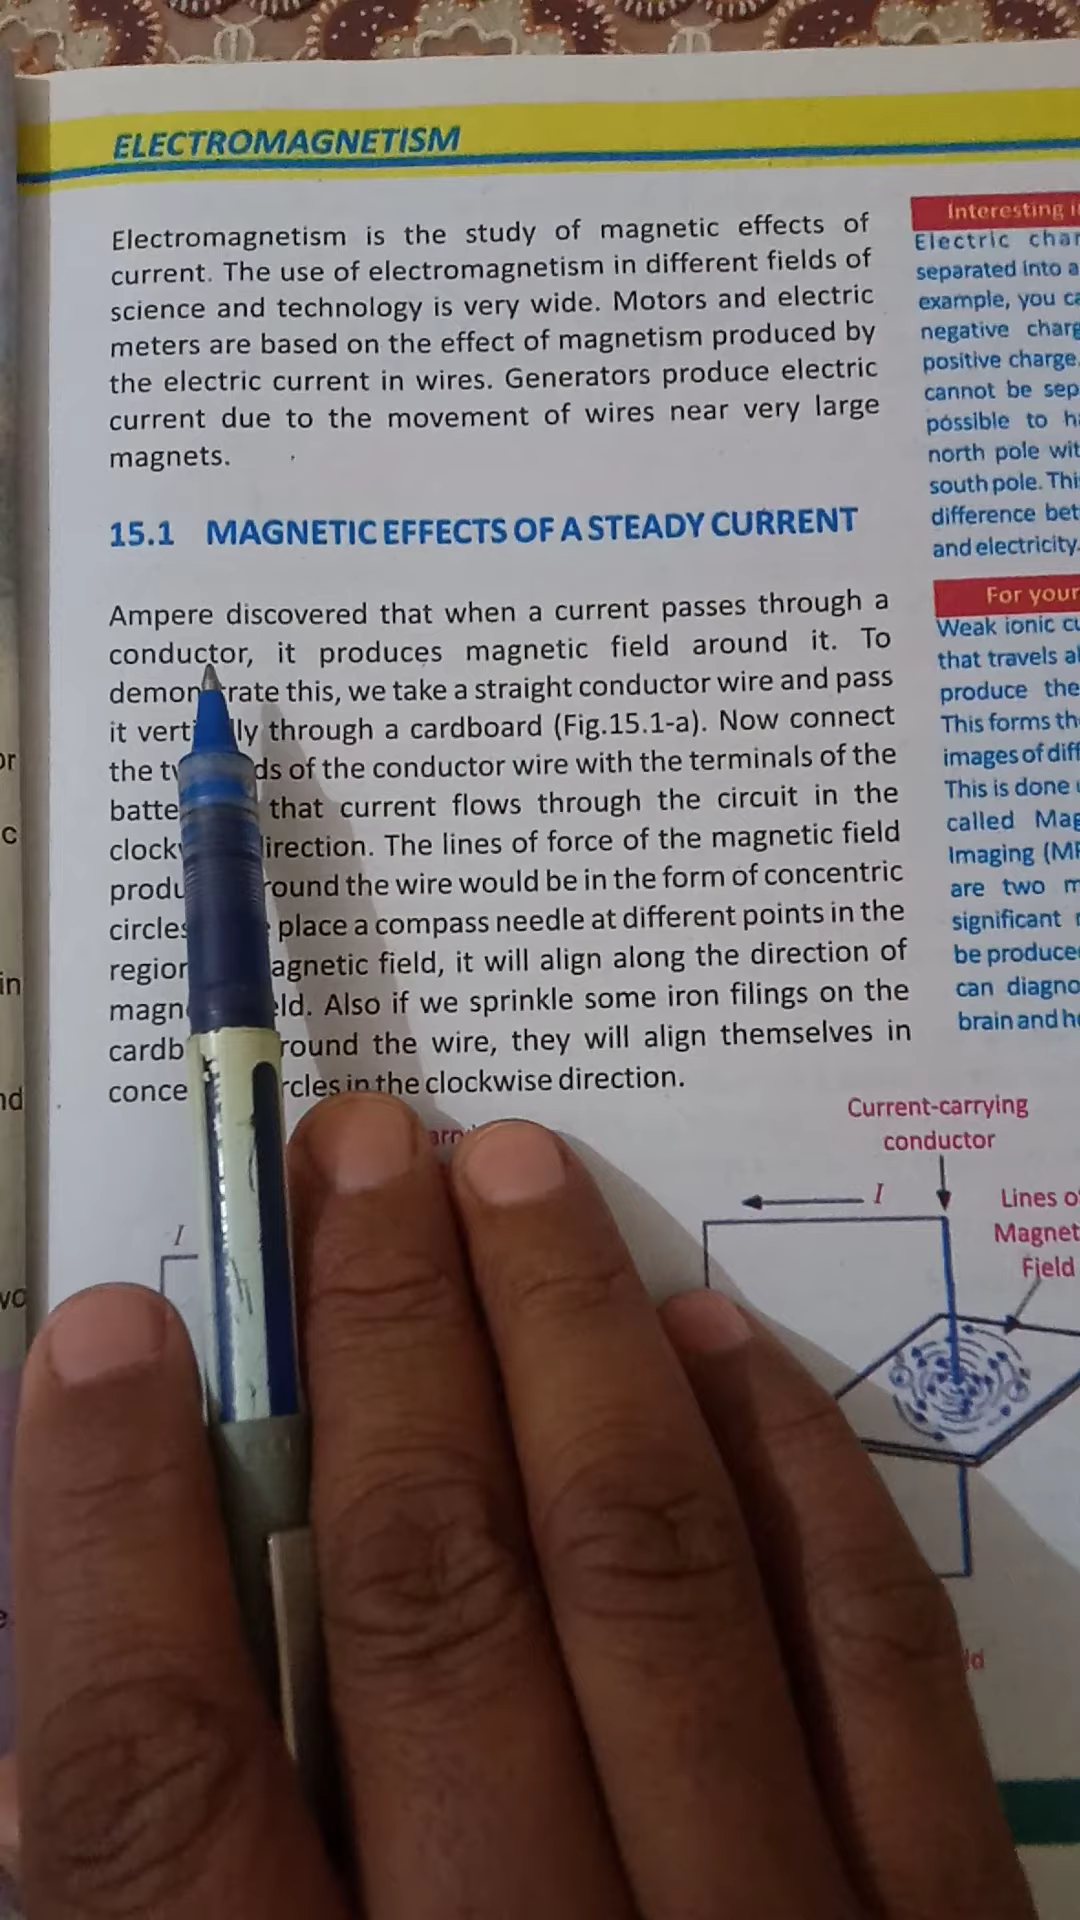 ELECTROMAGNETISM
Electromagnetism is the study of magnetic effects of
current. The use of electromagnetism in different fields of
science and technology is very wide. Motors and electric
meters are based on the effect of magnetism produced by
the electric current in wires. Generators produce electric
current due to the movement of wires near very large
magnets.
15.1 MAGNETIC EFFECTS OF A STEADY CURRENT
Ampere discovered that when a current passes through a
conductor, it produces magnetic field around it. To
this, we take a straight conductor wire and pass
it through a cardboard (Fig.15.1-a). Now connect
the of the conductor wire with the terminals of the
that current flows through the circuit in the
The lines of force of the magnetic field
the wire would be in the form of concentric
place a compass needle at different points in the
field, it will align along the direction of
Also if we sprinkle some iron filings on the
the wire, they will align themselves in
in the clockwise direction.
Interesting
Electric
separated into a
example, you
negative
positive charge.
cannot be
possible to
north pole
south pole.
difference
and electricity.
For your
Weak ionic
that travels
produce the
This forms
images of
This is done
called
Imaging
are two
significant
be produced
can
brain and
Current-carrying
conductor
I
Lines
Field
I